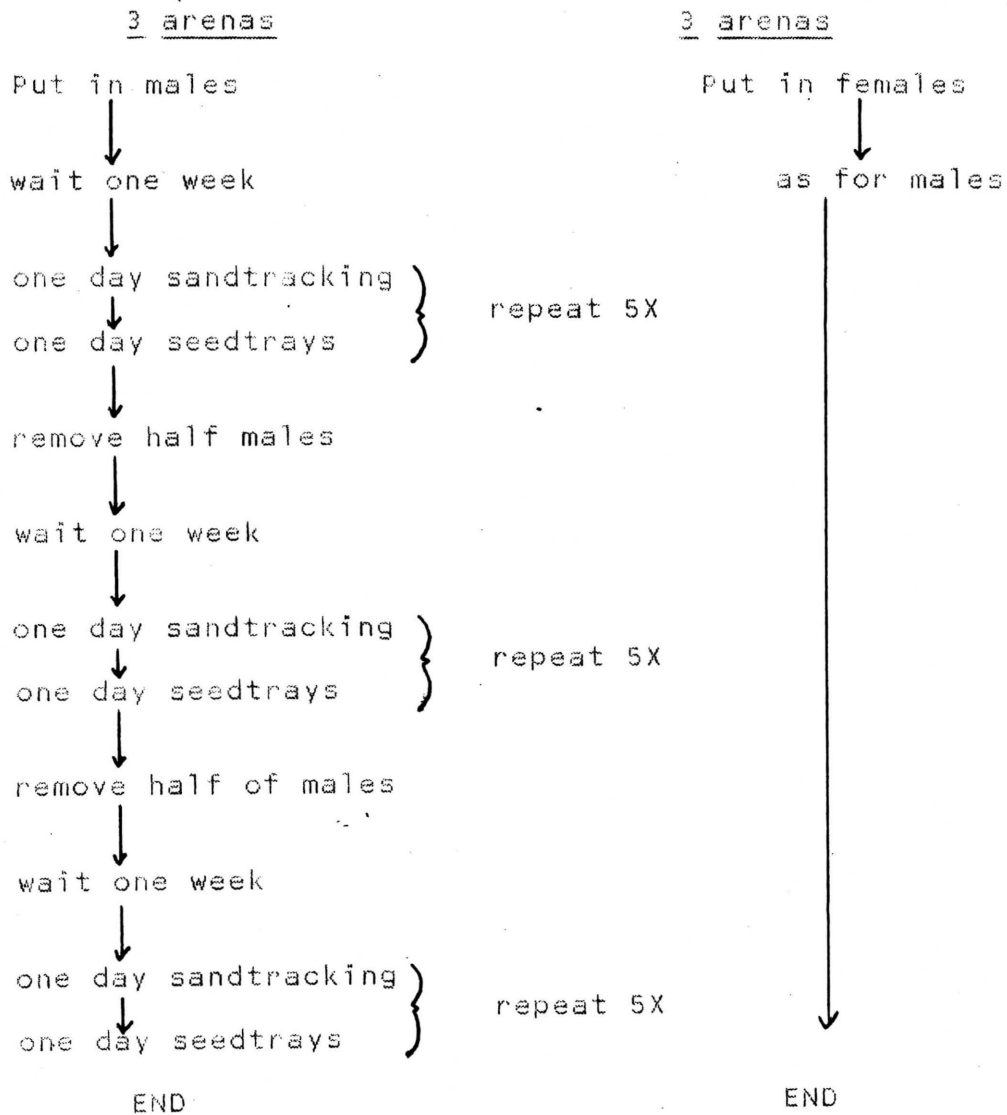 3 arenas
Put in males
wait one week
one day sandtracking
one day seedtrays
repeat 5X
remove half males
wait one week
one day sandtracking
one day seedtrays
repeat 5X
remove half of males
wait one week
one day sandtracking
one day seedtrays
repeat 5X
END
3 arenas
Put in females
as for males
END